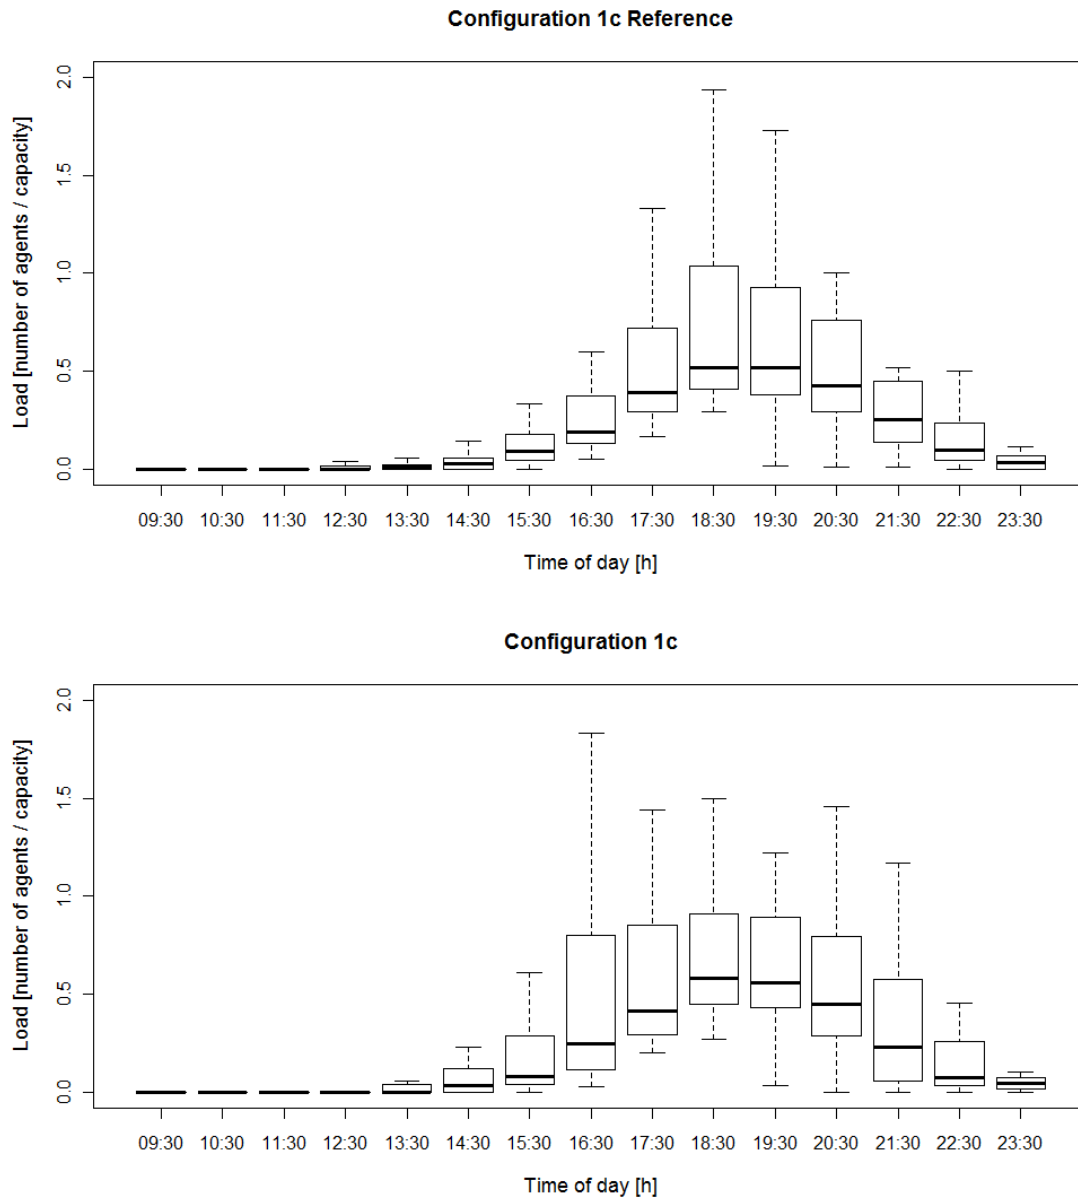 Configuration 1c Reference
Load [number of agents / capacity]
2.0
1.5
1.0
0.5
0.0
09:30 10:30 11:30 12:30 13:30 14:30 15:30 16:30 17:30 18:30 19:30 20:30 21:30 22:30 23:30
Time of day [h]
Configuration 1c
Load [number of agents / capacity]
2.0
1.5
1.0
0.5
0.0
09:30 10:30 11:30 12:30 13:30 14:30 15:30 16:30 17:30 18:30 19:30 20:30 21:30 22:30 23:30
Time of day [h]